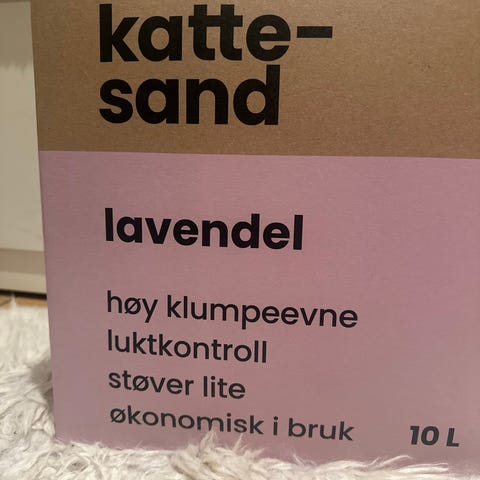 katte-
sand
lavendel
høy klumpeevne
luktkontroll
støver lite
økonomisk i bruk
10 L